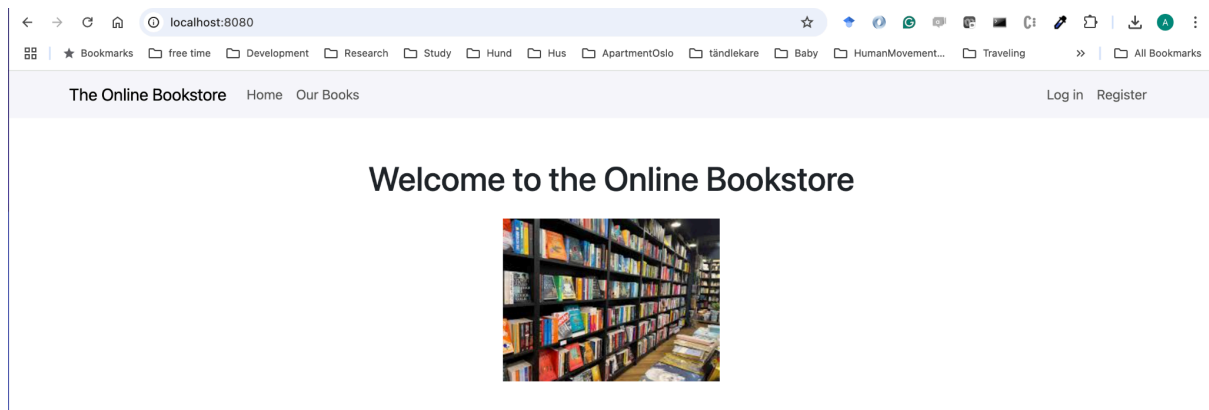 localhost:8080
Bookmarks free time Development Research Study Hund Hus ApartmentOslo tändlekare Baby HumanMovement... Traveling » All Bookmarks
The Online Bookstore Home Our Books Log in Register
Welcome to the Online Bookstore